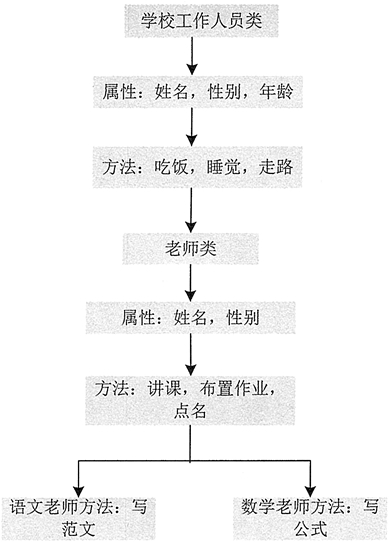 学校工作人员类
属性：姓名，性别，年龄
方法：吃饭，睡觉，走路
老师类
属性：姓名，性别
方法：讲课，布置作业，
点名
语文老师方法：写
范文
数学老师方法：写
公式